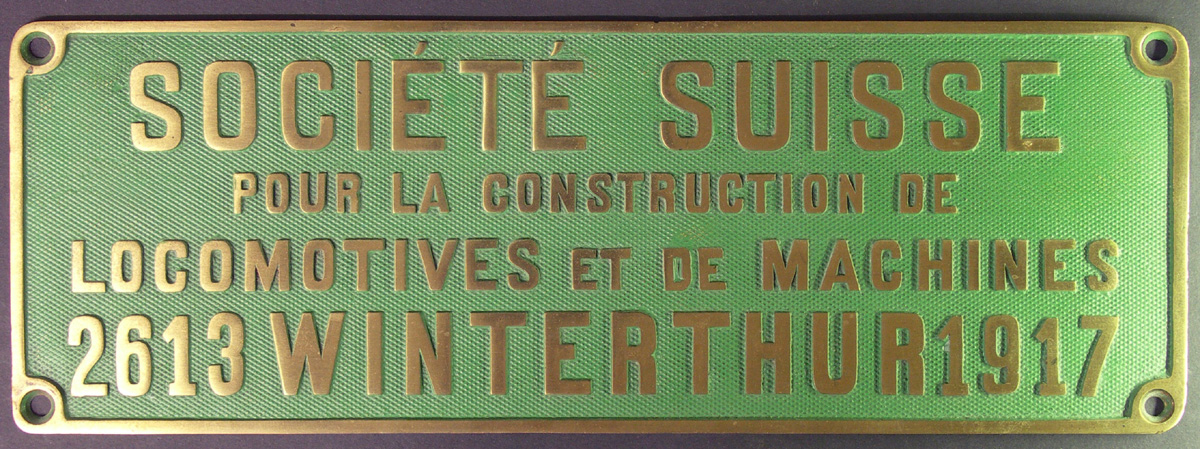 SOCIÉTÉ SUISSE
POUR LA CONSTRUCTION DE
LOCOMOTIVES ET DE MACHINES
2613 WINTERTHUR 1917